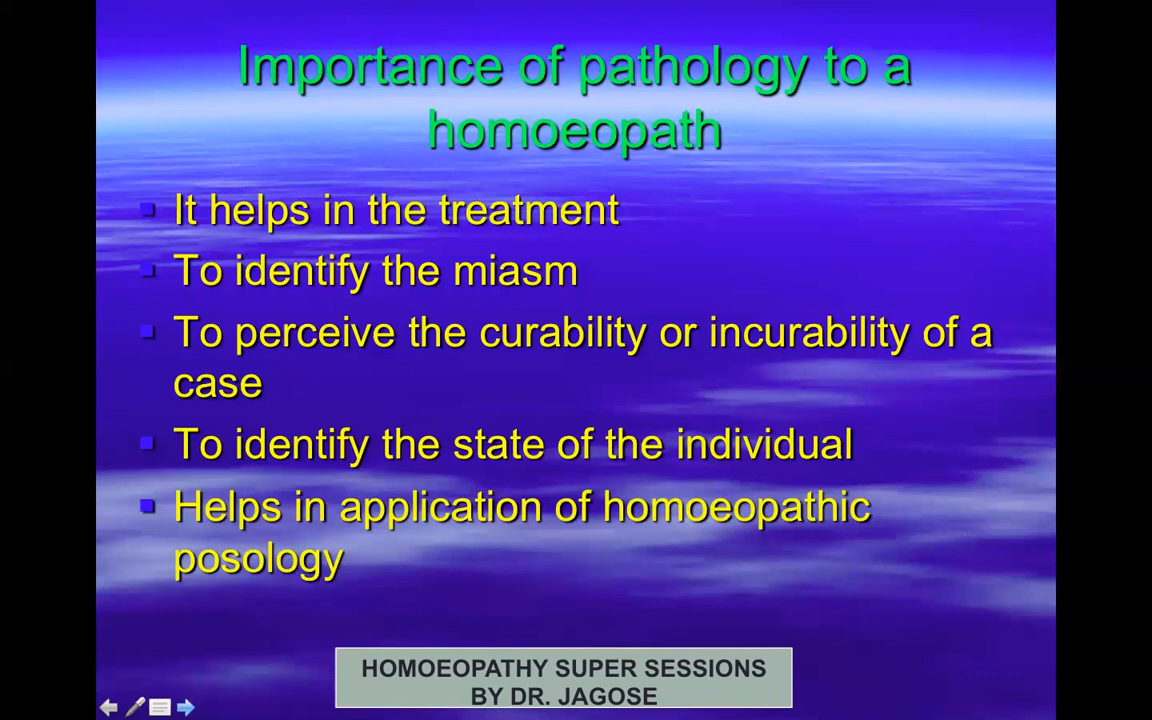 Importance of pathology to a
homoeopath
It helps in the treatment
To identify the miasm
To perceive the curability or incurability of a
case
To identify the state of the individual
Helps in application of homoeopathic
posology
HOMOEOPATHY SUPER SESSIONS
BY DR. JAGOSE